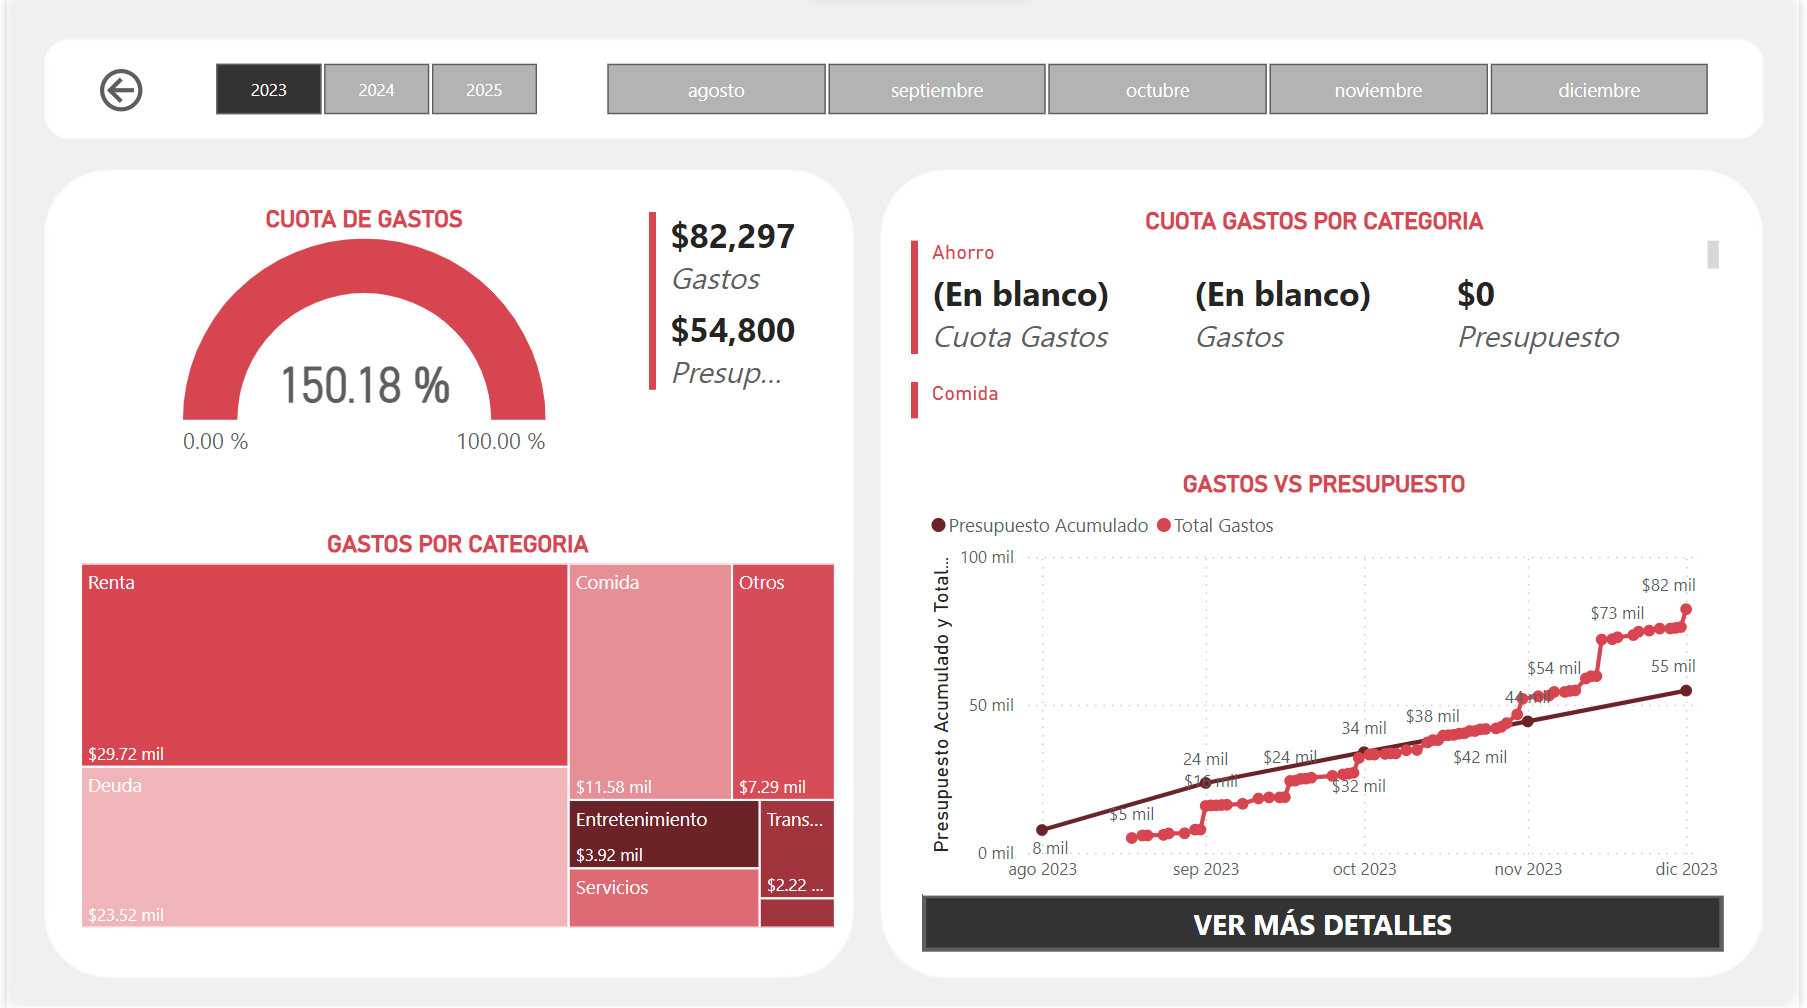 2023
2024
2025
agosto
septiembre
octubre
noviembre
diciembre
CUOTA DE GASTOS
150.18 %
0.00 %
100.00 %
$82,297
Gastos
$54,800
Presup...
GASTOS POR CATEGORIA
Renta
$29.72 mil
Deuda
$23.52 mil
Comida
$11.58 mil
Otros
$7.29 mil
Entretenimiento
$3.92 mil
Servicios
Trans...
$2.22 ...
CUOTA GASTOS POR CATEGORIA
Ahorro
(En blanco)
Cuota Gastos
(En blanco)
Gastos
$0
Presupuesto
Comida
GASTOS VS PRESUPUESTO
Presupuesto Acumulado
Total Gastos
Presupuesto Acumulado y Total...
100 mil
50 mil
0 mil
8 mil
$5 mil
24 mil
$16 mil
$24 mil
34 mil
$32 mil
$38 mil
$42 mil
44 mil
$54 mil
$73 mil
$82 mil
55 mil
ago 2023
sep 2023
oct 2023
nov 2023
dic 2023
VER MÁS DETALLES